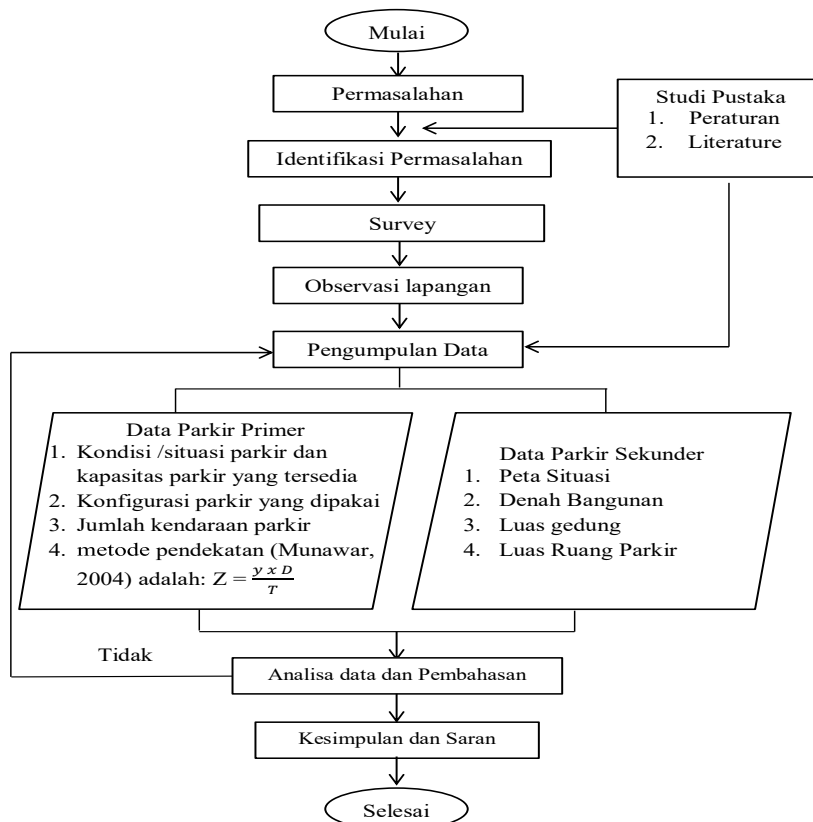 Mulai
Permasalahan
Studi Pustaka
1. Peraturan
2. Literature
Identifikasi Permasalahan
Survey
Observasi lapangan
Pengumpulan Data
Data Parkir Primer
1. Kondisi /situasi parkir dan
kapasitas parkir yang tersedia
2. Konfigurasi parkir yang dipakai
3. Jumlah kendaraan parkir
4. metode pendekatan (Munawar,
2004) adalah: Z = \frac{y x D}{T}
Data Parkir Sekunder
1. Peta Situasi
2. Denah Bangunan
3. Luas gedung
4. Luas Ruang Parkir
Tidak
Analisa data dan Pembahasan
Kesimpulan dan Saran
Selesai